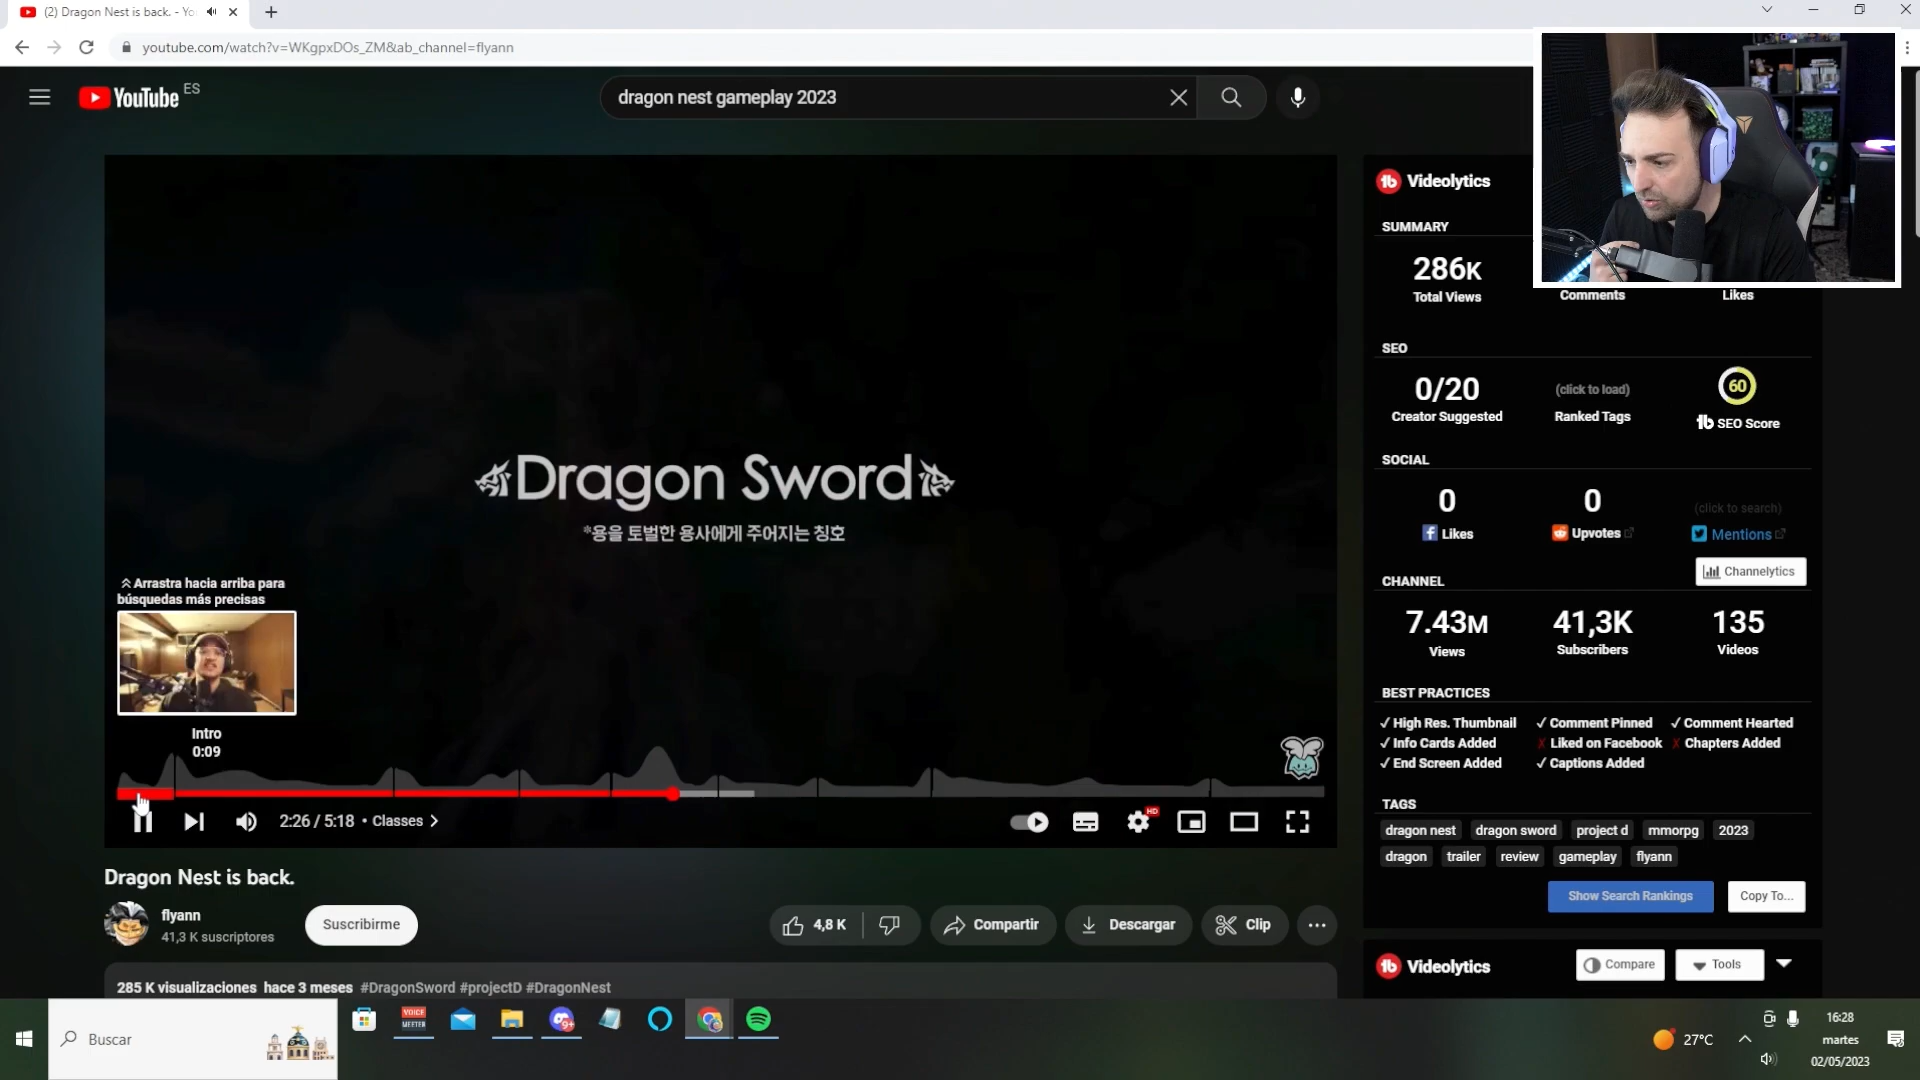 (2) Dragon Nest is back. - Yo
youtube.com/watch?v=WKgpxDOs_ZM&ab_channel=flyann
YouTube ES
dragon nest gameplay 2023
Dragon Sword
*용을 토벌한 용사에게 주어지는 칭호
Arrastra hacia arriba para
búsquedas más precisas
Intro
0:09
2:26 / 5:18 • Classes
HD
Dragon Nest is back.
flyann
41,3 K suscriptores
Suscribirme
4,8 K
Compartir
Descargar
Clip
285 K visualizaciones hace 3 meses #DragonSword #projectD #DragonNest
Videolytics
SUMMARY
286K
Total Views
Comments
Likes
SEO
0/20
Creator Suggested
(click to load)
Ranked Tags
60
SEO Score
SOCIAL
0
Likes
0
Upvotes
(click to search)
Mentions
Channelytics
CHANNEL
7.43M
Views
41,3K
Subscribers
135
Videos
BEST PRACTICES
✓ High Res. Thumbnail ✓ Comment Pinned ✓ Comment Hearted
✓ Info Cards Added ✗ Liked on Facebook ✗ Chapters Added
✓ End Screen Added ✓ Captions Added
TAGS
dragon nest dragon sword project d mmorpg 2023
dragon trailer review gameplay flyann
Show Search Rankings
Copy To...
Videolytics
Compare
Tools
Buscar
VOICE
MEETER
9+
27°C
16:28
martes
02/05/2023